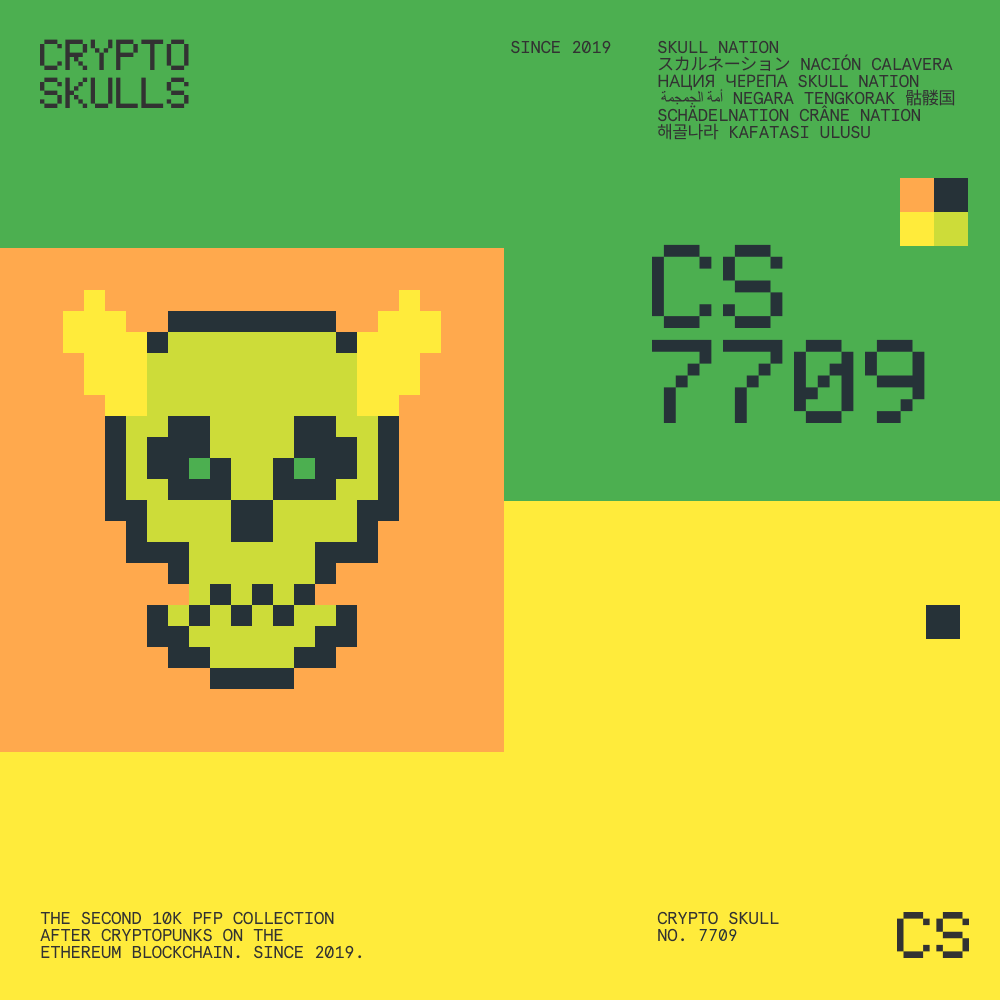 CRYPTO
SKULLS
SINCE 2019
SKULL NATION
スカルネーション NACIÓN CALAVERA
НАЦИЯ ЧЕРЕПА SKULL NATION
أمة الجمجمة NEGARA TENGKORAK 骷髅国
SCHÄDELNATION CRÂNE NATION
해골나라 KAFATASI ULUSU
CS
7709
THE SECOND 10K PFP COLLECTION
AFTER CRYPTOPUNKS ON THE
ETHEREUM BLOCKCHAIN. SINCE 2019.
CRYPTO SKULL
NO. 7709
CS